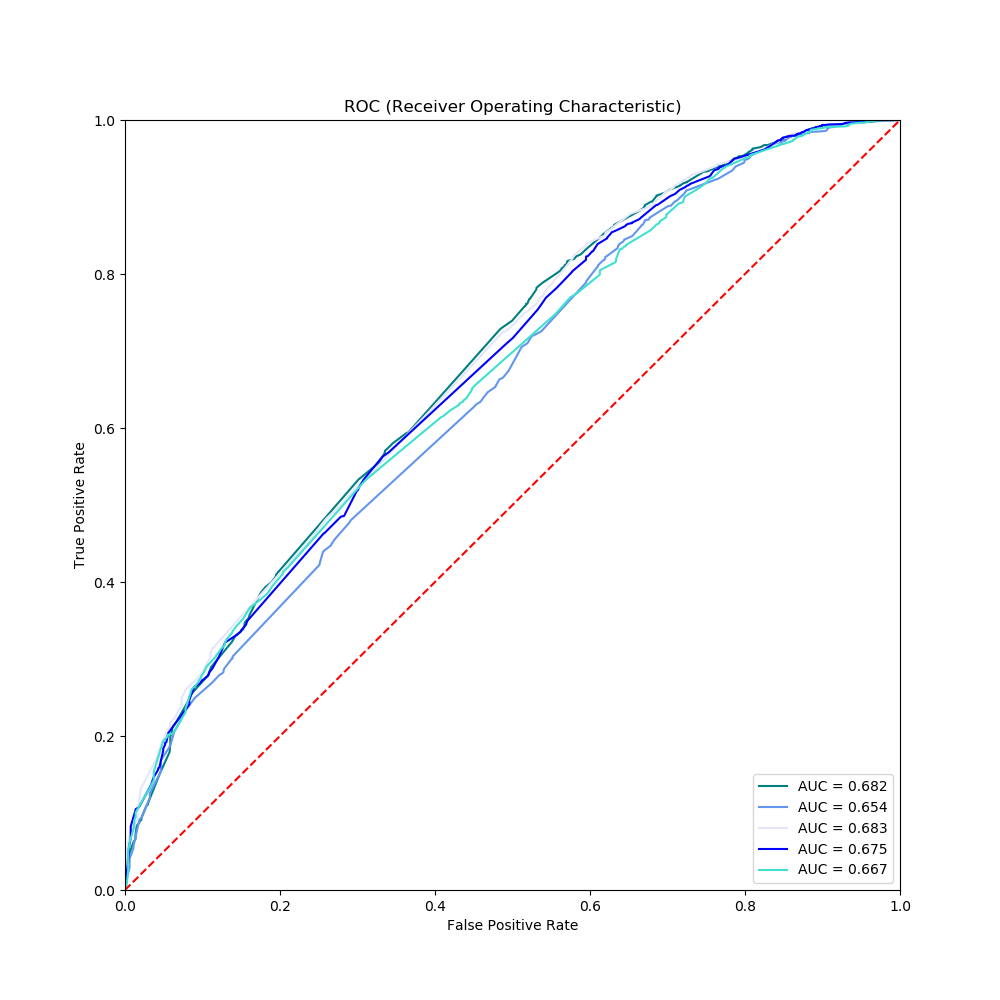 ROC (Receiver Operating Characteristic)
True Positive Rate
1.0
0.8
0.6
0.4
0.2
0.0
AUC = 0.682
AUC = 0.654
AUC = 0.683
AUC = 0.675
AUC = 0.667
0.0 0.2 0.4 0.6 0.8 1.0
False Positive Rate